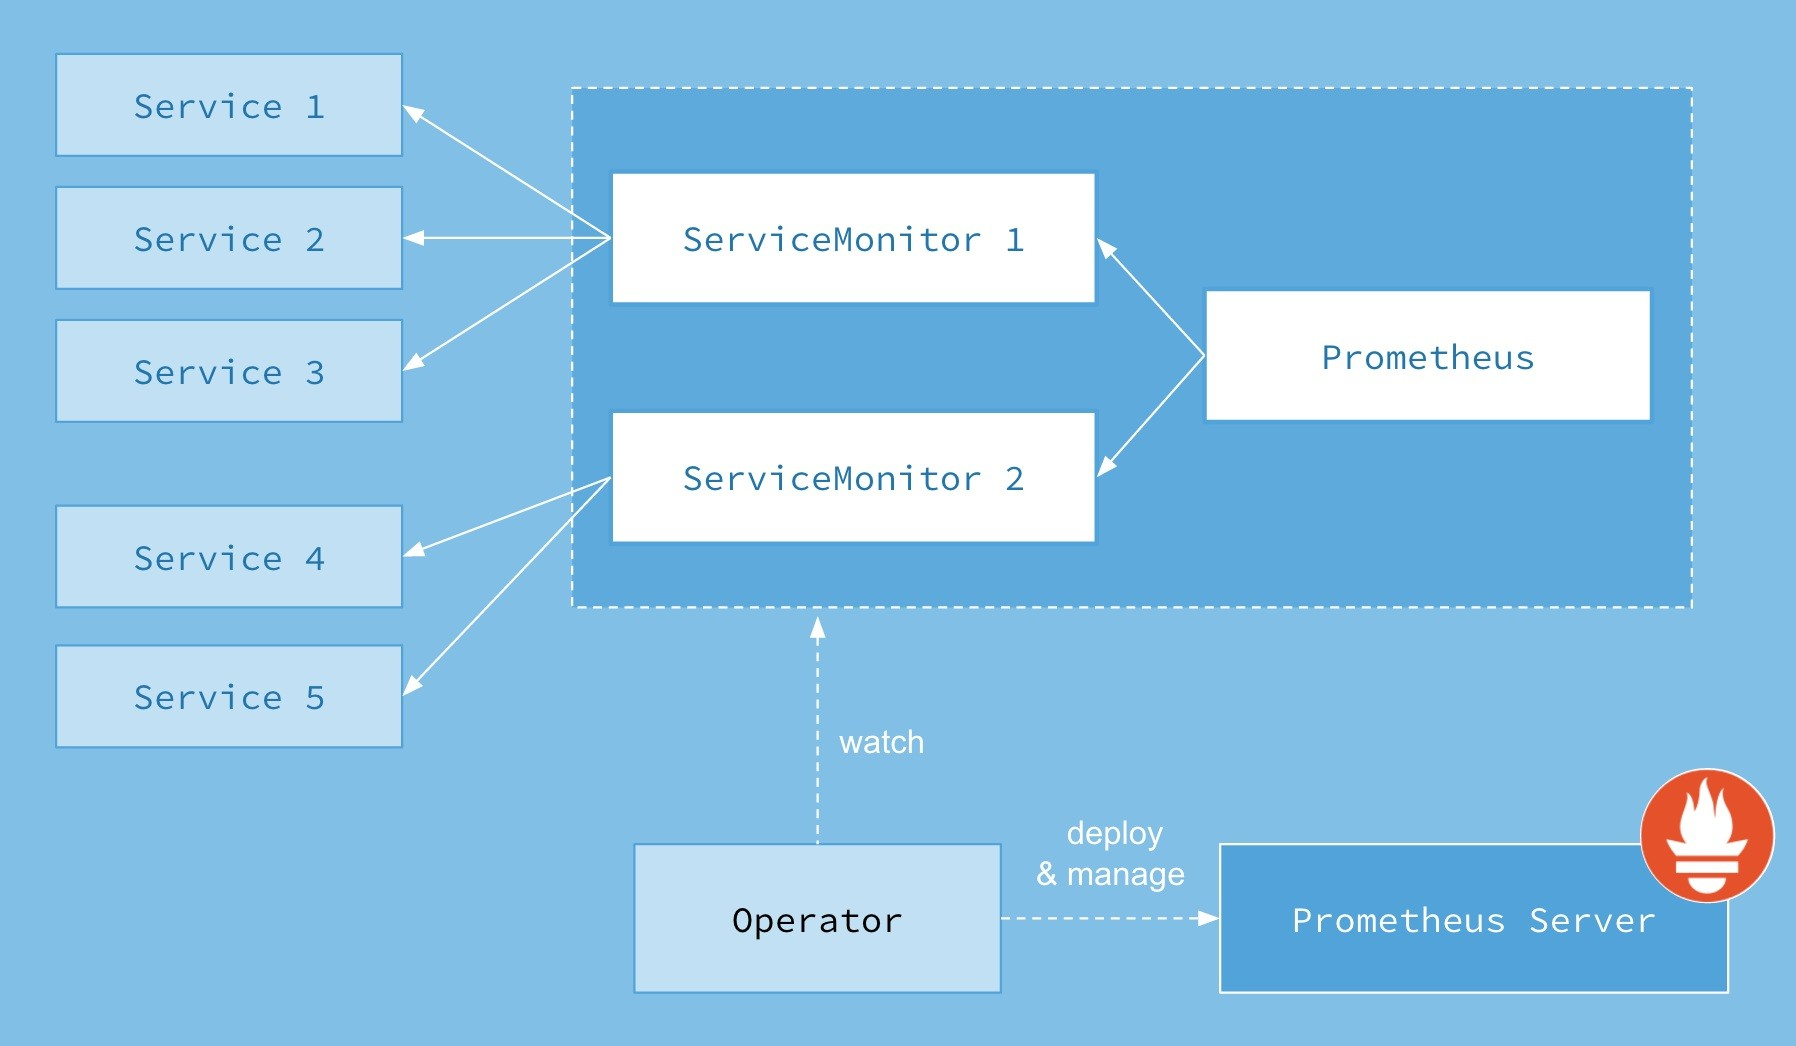 Service 1
Service 2
Service 3
Service 4
Service 5
ServiceMonitor 1
ServiceMonitor 2
Prometheus
watch
Operator
deploy
& manage
Prometheus Server